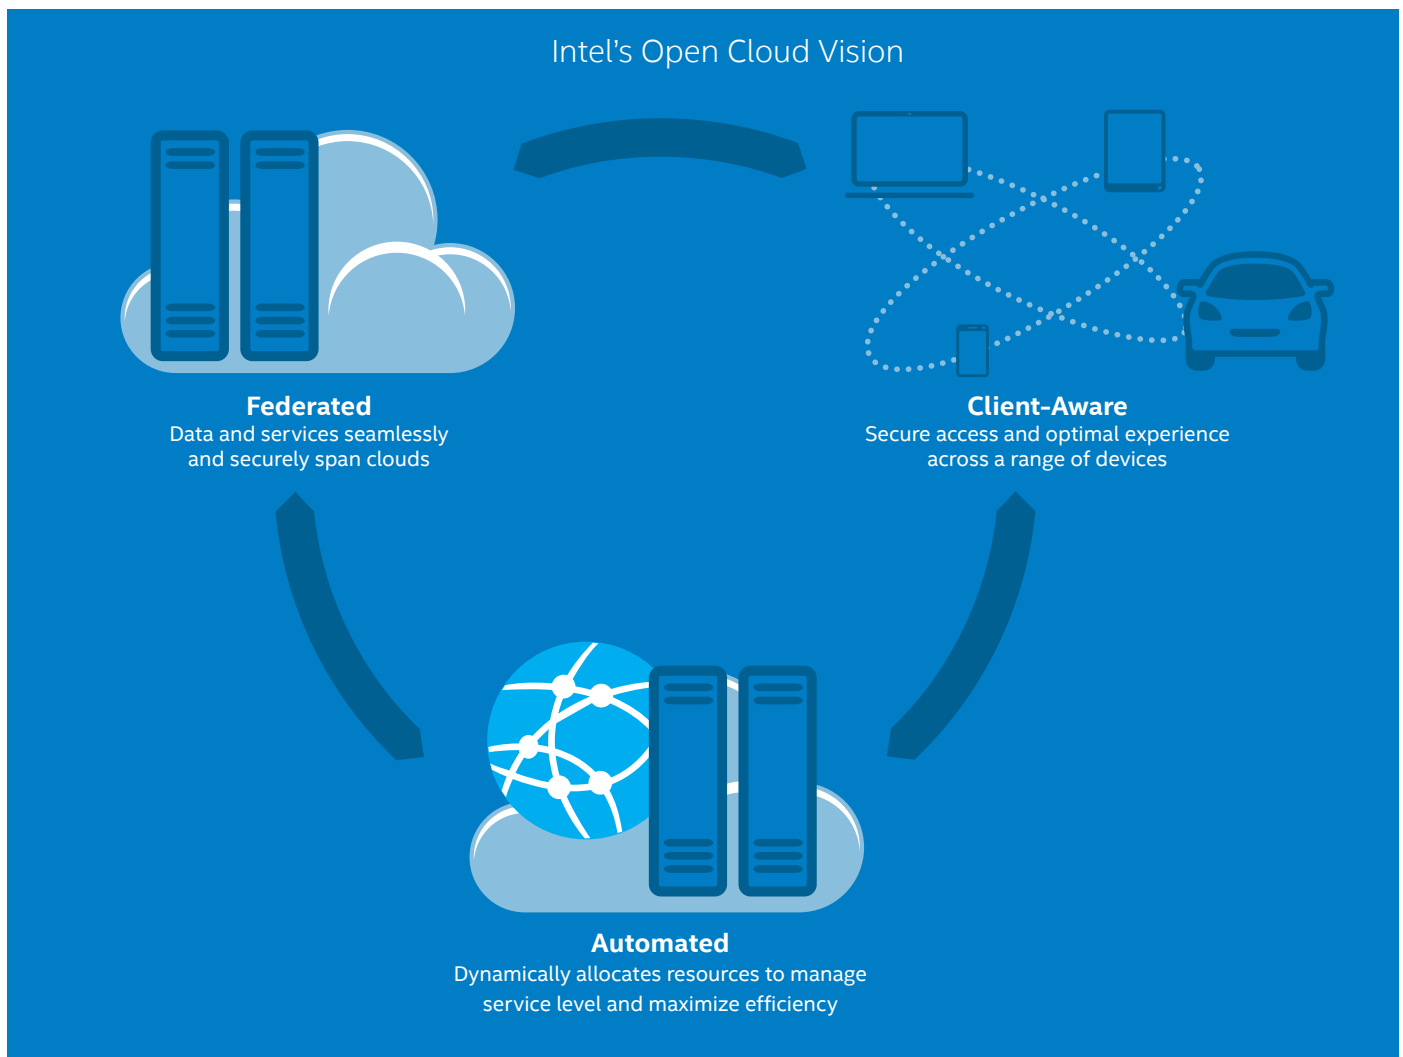 Intel’s Open Cloud Vision
Federated
Data and services seamlessly
and securely span clouds
Client-Aware
Secure access and optimal experience
across a range of devices
Automated
Dynamically allocates resources to manage
service level and maximize efficiency